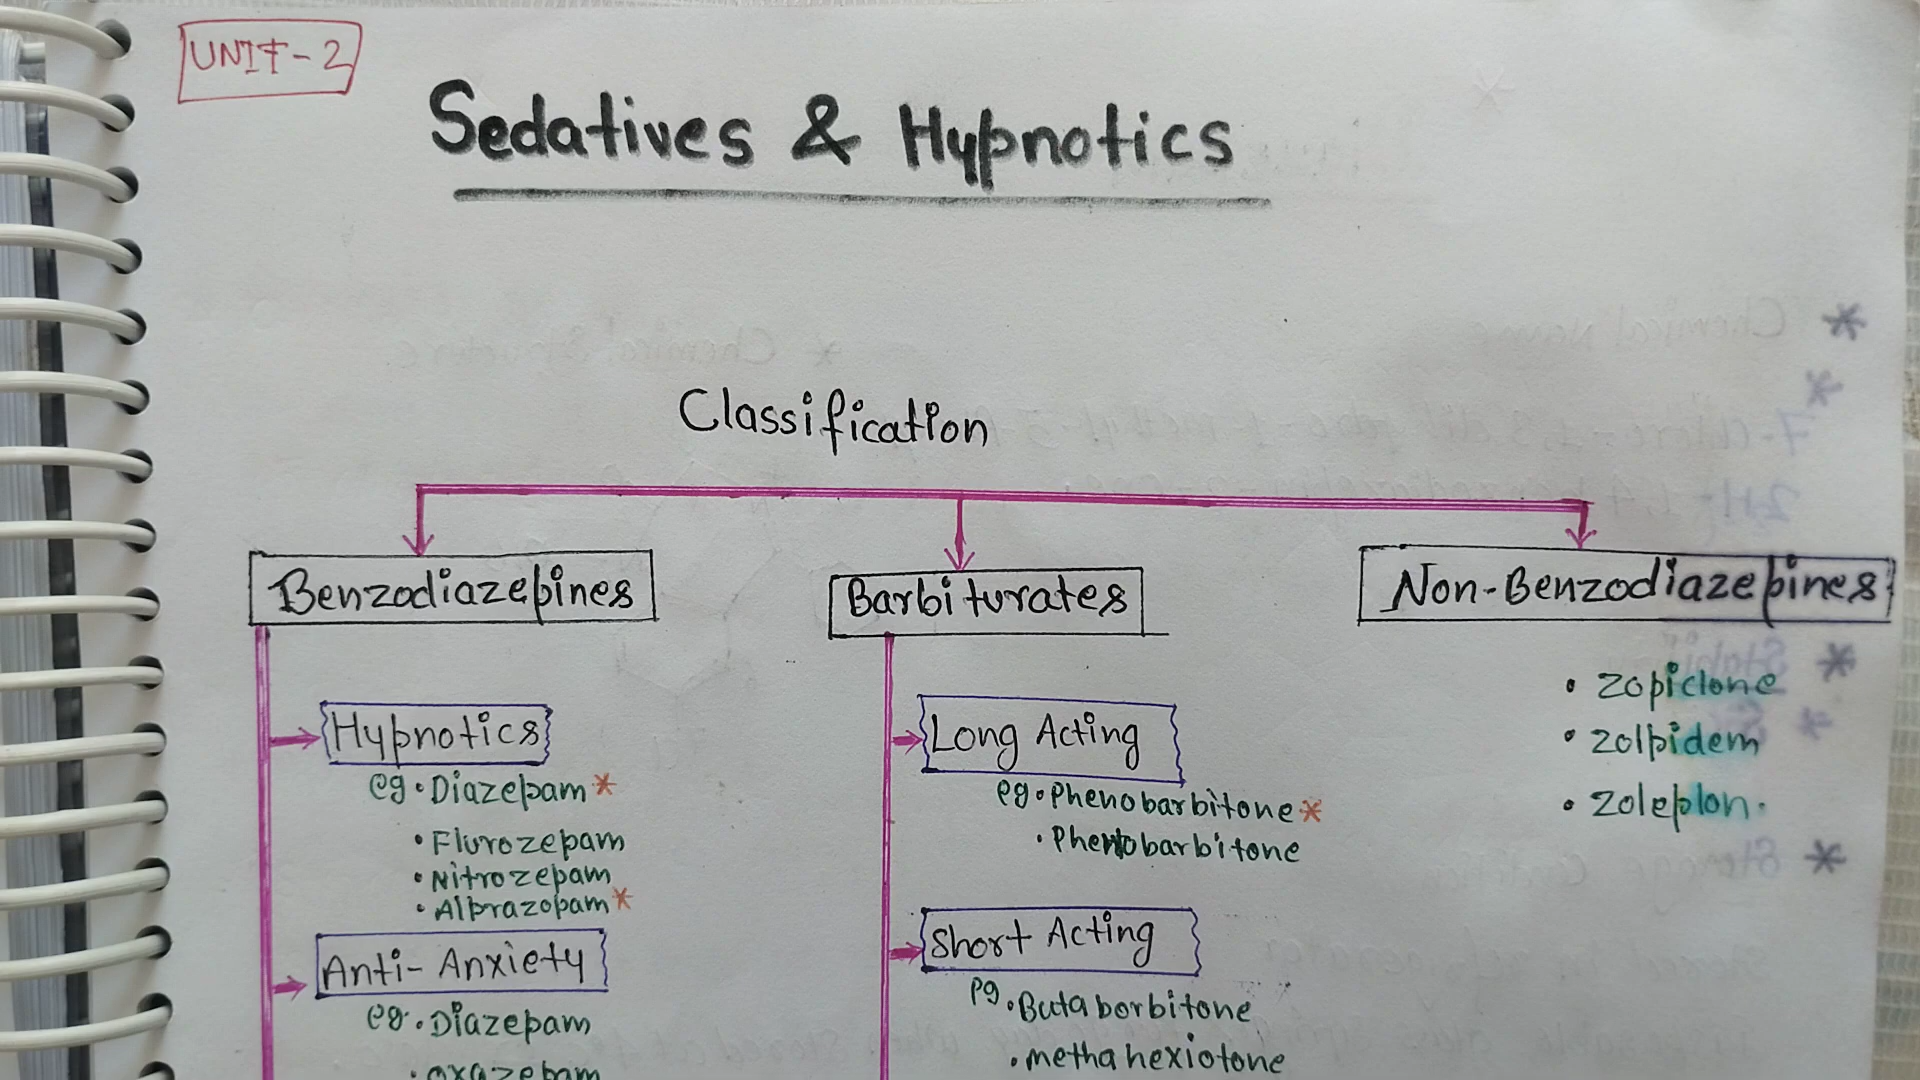 UNIT-2
Sedatives & Hypnotics
Classification
Benzodiazepines
Hypnotics
eg • Diazepam *
• Flurozepam
• Nitrozepam
• Alprazopam *
Anti-Anxiety
eg • Diazepam
• oxazepam
Barbiturates
Long Acting
eg • Phenobarbitone *
• Phentobarbitone
Short Acting
eg • Butaborbitone
• methahexiotone
Non-Benzodiazepines
• Zopiclone
• Zolpidem
• Zoleplon.